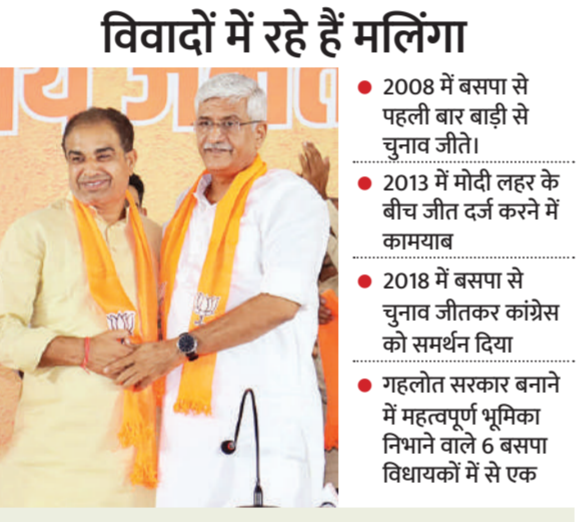 विवादों में रहे हैं मलिंगा
2008 में बसपा से
पहली बार बाड़ी से
चुनाव जीते।
2013 में मोदी लहर के
बीच जीत दर्ज करने में
कामयाब
2018 में बसपा से
चुनाव जीतकर कांग्रेस
को समर्थन दिया
गहलोत सरकार बनाने
में महत्वपूर्ण भूमिका
निभाने वाले 6 बसपा
विधायकों में से एक